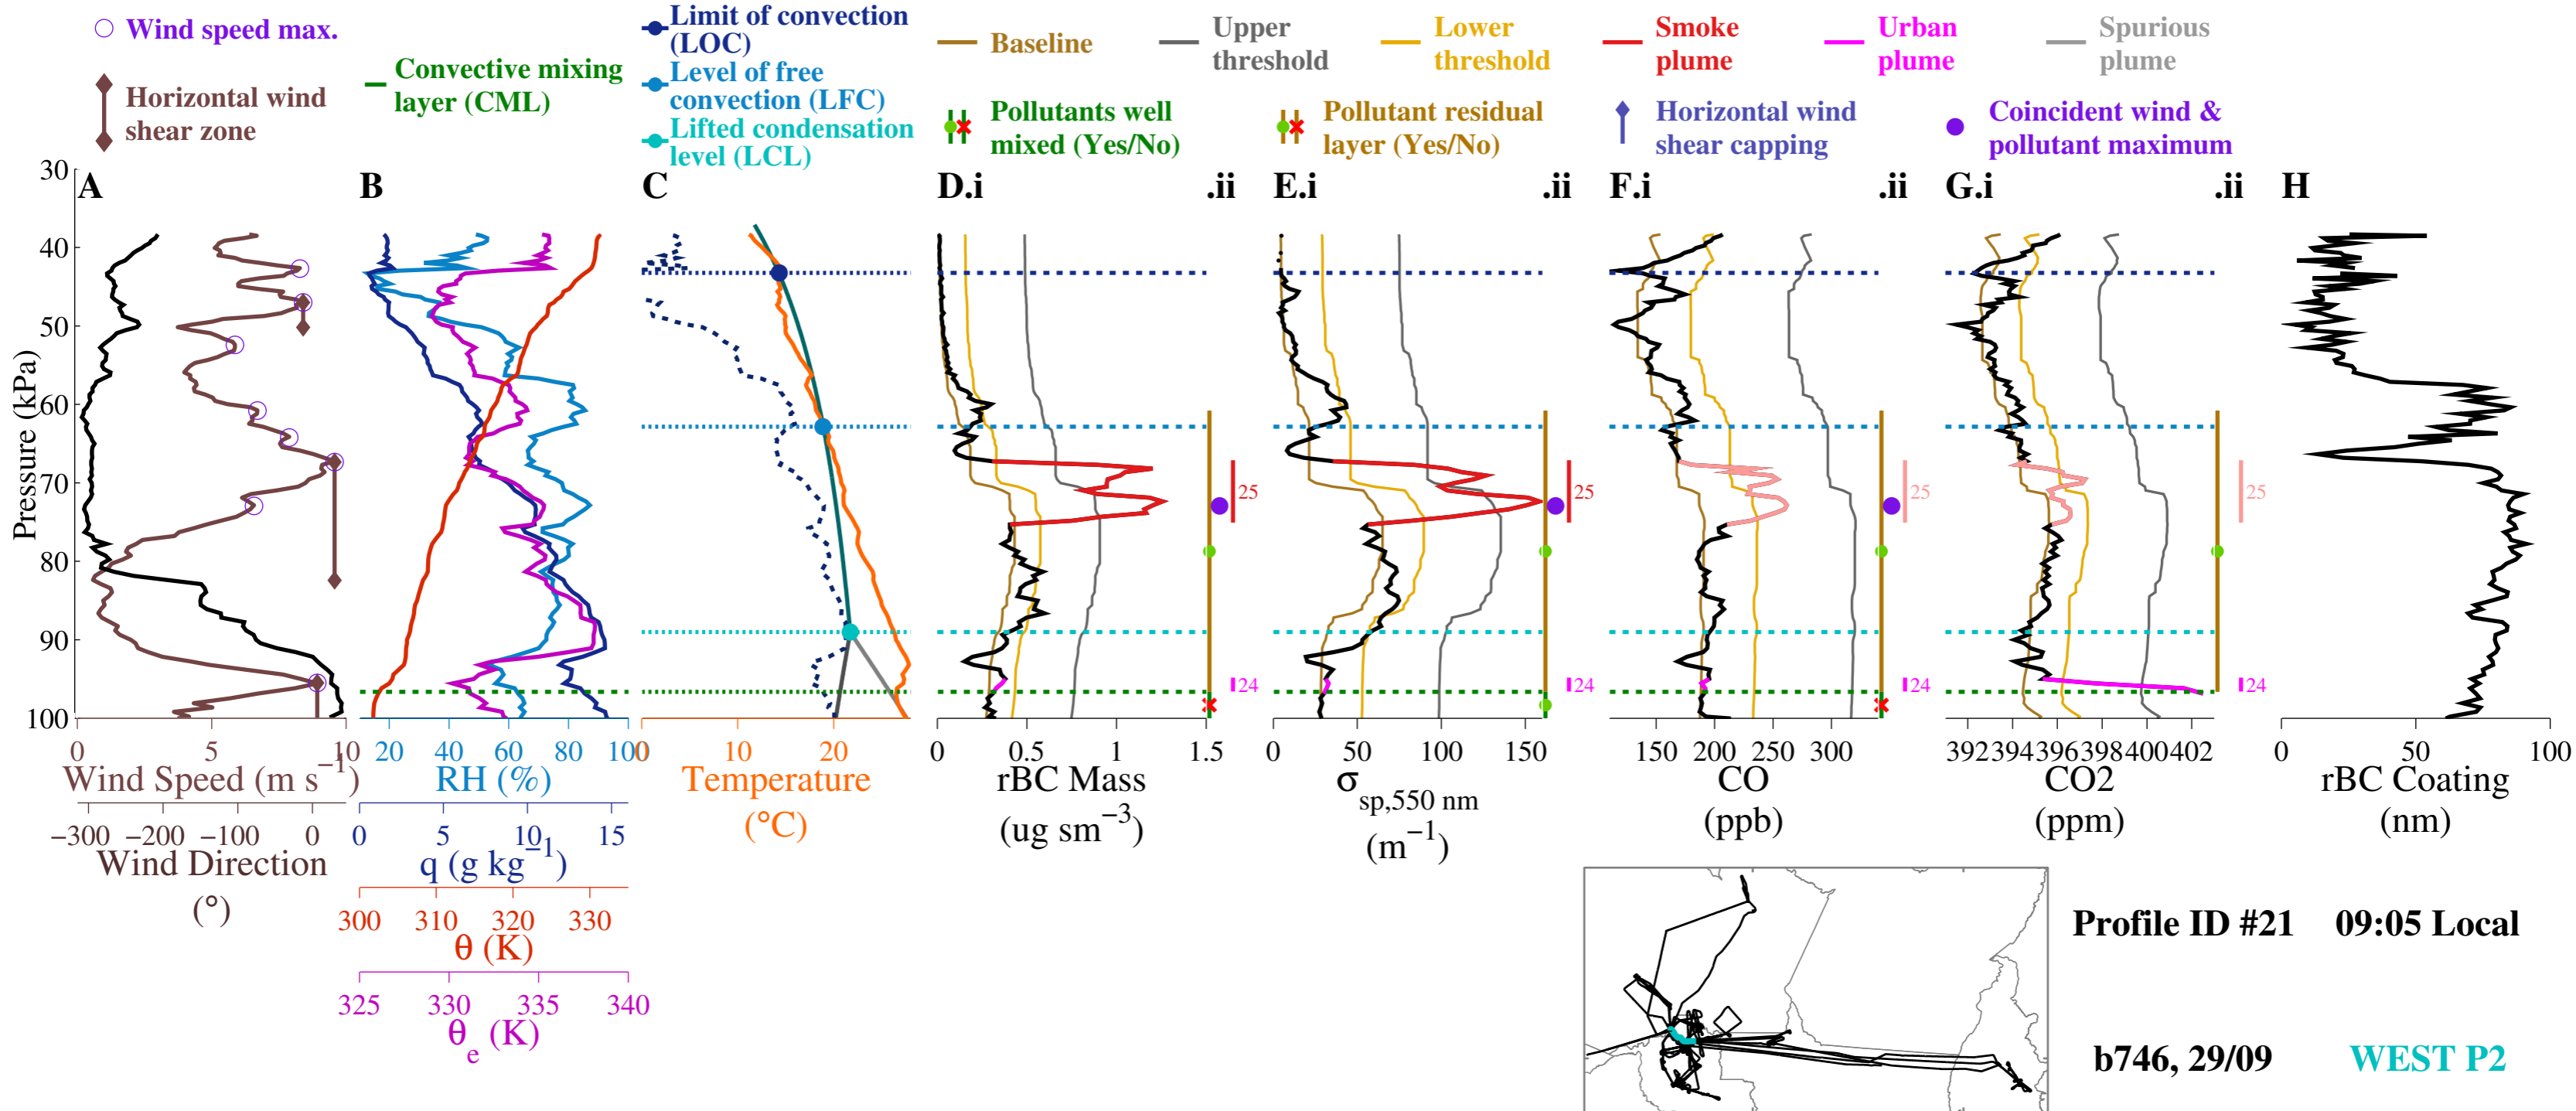 Wind speed max.
Horizontal wind
shear zone
Convective mixing
layer (CML)
Limit of convection
(LOC)
Level of free
convection (LFC)
Lifted condensation
level (LCL)
Baseline
Upper
threshold
Lower
threshold
Smoke
plume
Urban
plume
Spurious
plume
Pollutants well
mixed (Yes/No)
Pollutant residual
layer (Yes/No)
Horizontal wind
shear capping
Coincident wind &
pollutant maximum
A
B
C
D.i
.ii
E.i
.ii
F.i
.ii
G.i
.ii
H
Pressure (kPa)
30
40
50
60
70
80
90
100
25
25
25
25
24
24
24
24
0 5 10
Wind Speed (m s⁻¹)
−300 −200 −100 0
Wind Direction
(°)
20 40 60 80 100
RH (%)
0 5 10 15
q (g kg⁻¹)
300 310 320 330
θ (K)
325 330 335 340
θe (K)
0 10 20
Temperature
(°C)
0 0.5 1 1.5
rBC Mass
(ug sm⁻³)
0 50 100 150
σsp,550 nm
(m⁻¹)
150 200 250 300
CO
(ppb)
392 394 396 398 400 402
CO2
(ppm)
0 50 100
rBC Coating
(nm)
Profile ID #21 09:05 Local
b746, 29/09 WEST P2